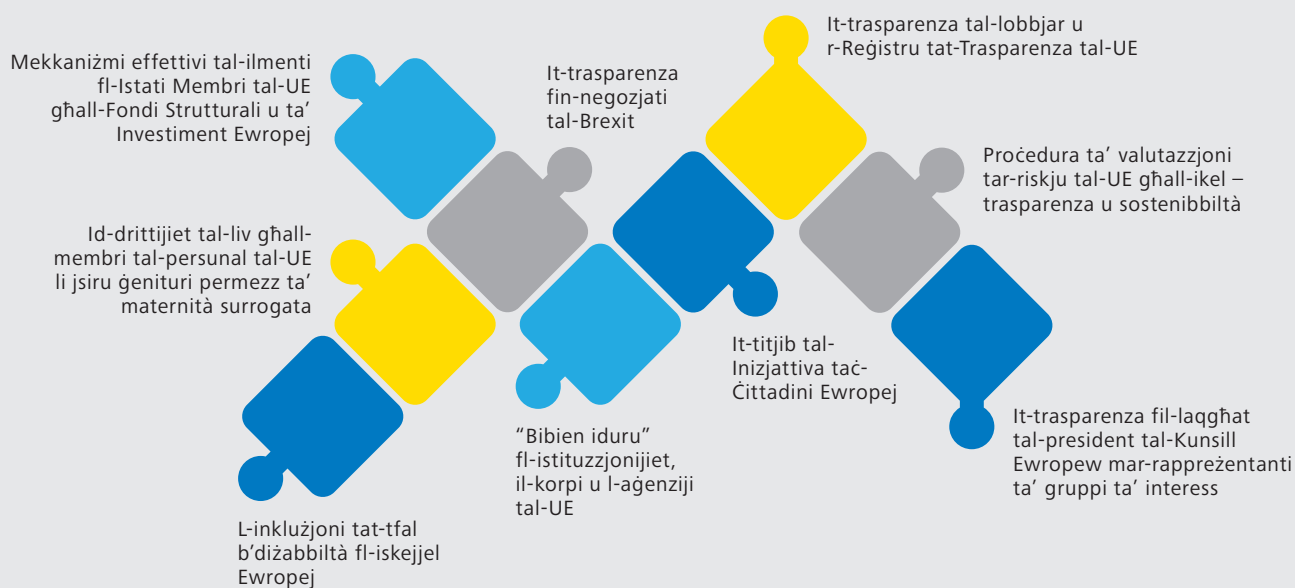 Mekkaniżmi effettivi tal-ilmenti
fl-Istati Membri tal-UE
għall-Fondi Strutturali u ta’
Investiment Ewropej
It-trasparenza
fin-negozjati
tal-Brexit
It-trasparenza tal-lobbjar u
r-Reġistru tat-Trasparenza tal-UE
Proċedura ta’ valutazzjoni
tar-riskju tal-UE għall-ikel –
trasparenza u sostenibbiltà
Id-drittijiet tal-liv għall-
membri tal-persunal tal-UE
li jsiru ġenituri permezz ta’
maternità surrogata
It-titjib tal-
Inizjattiva taċ-
Ċittadini Ewropej
“Bibien iduru”
fl-istituzzjonijiet,
il-korpi u l-aġenziji
tal-UE
It-trasparenza fil-laqgħat
tal-president tal-Kunsill
Ewropew mar-rappreżentanti
ta’ gruppi ta’ interess
L-inklużjoni tat-tfal
b’diżabbiltà fl-iskejjel
Ewropej